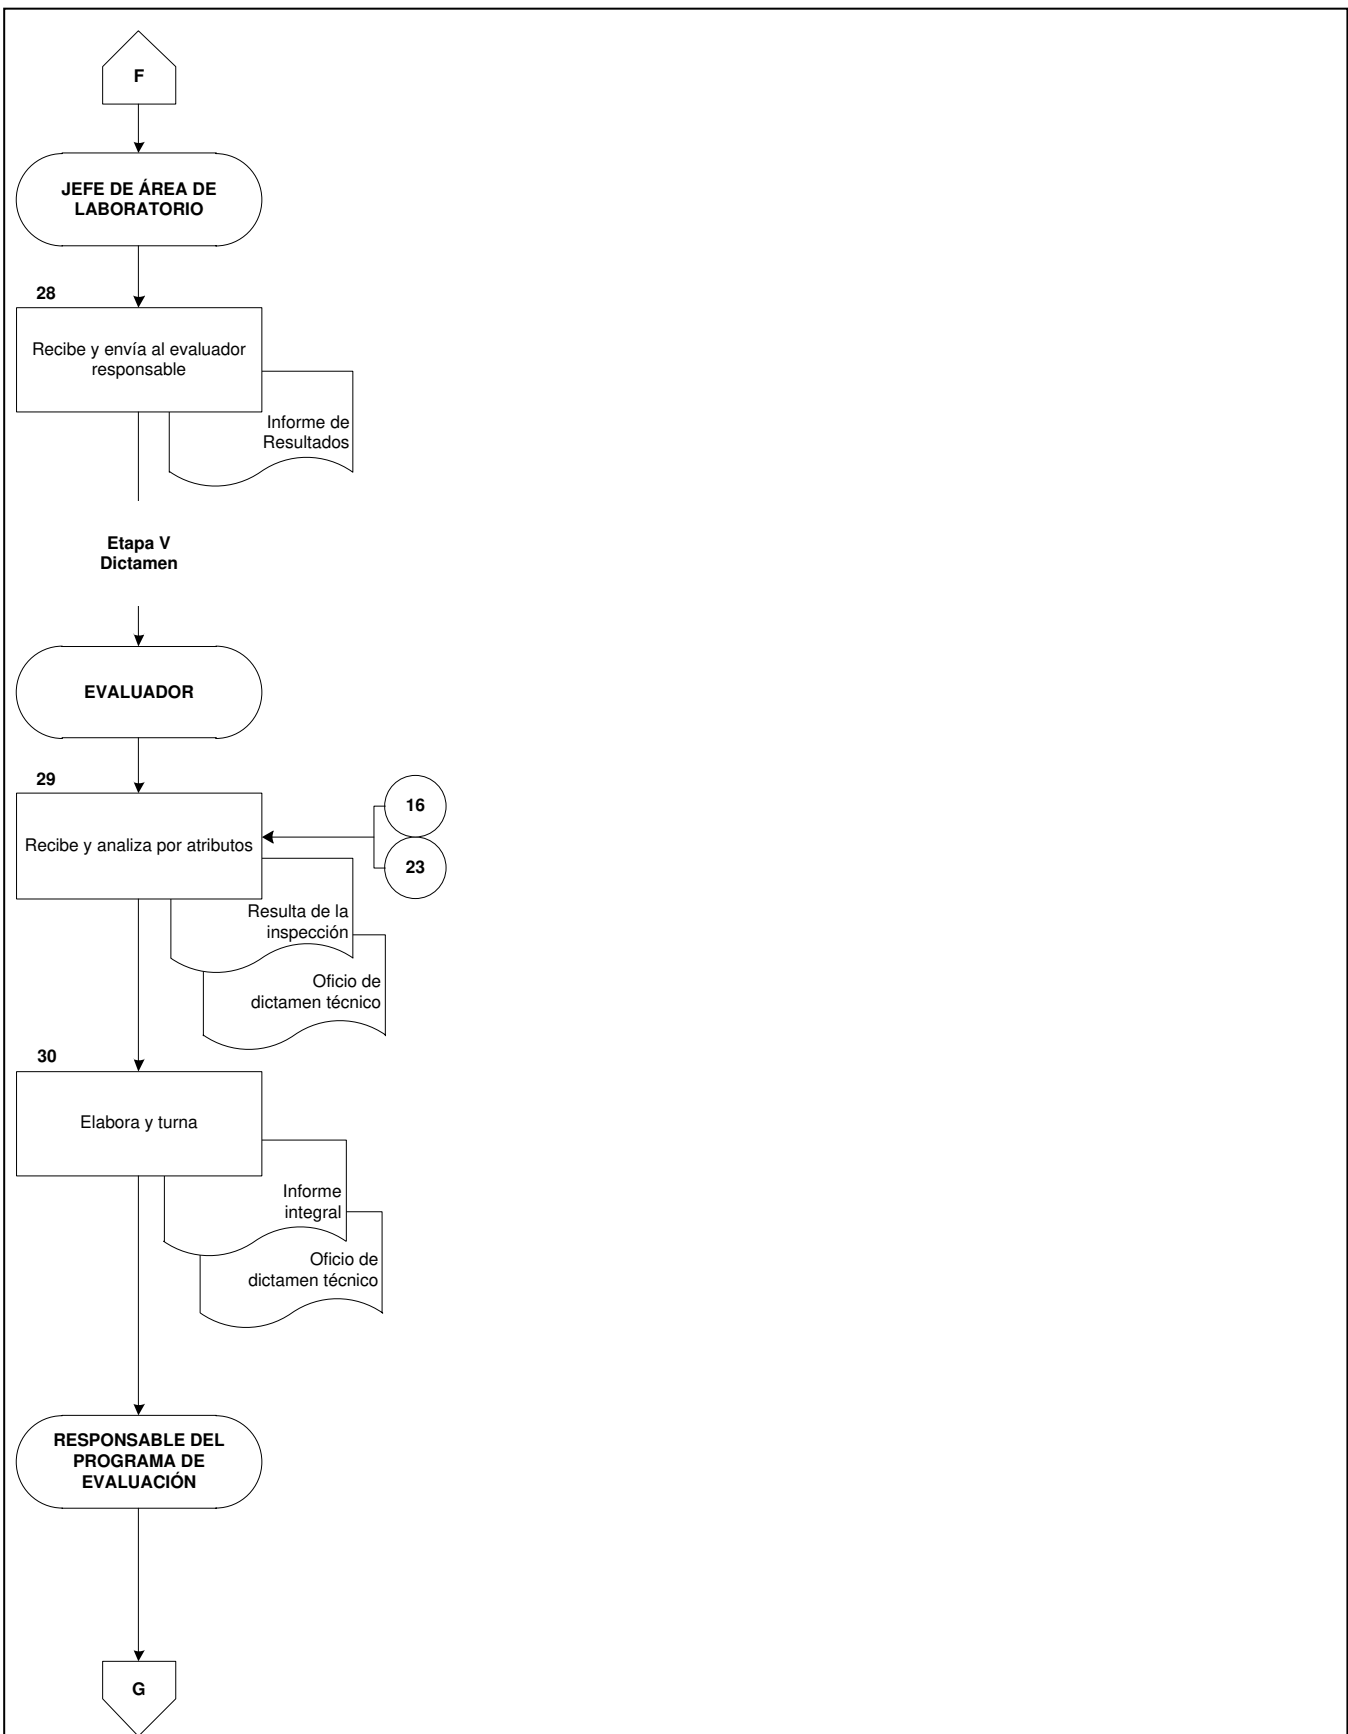 F
JEFE DE ÁREA DE
LABORATORIO
28
Recibe y envía al evaluador
responsable
Informe de
Resultados
Etapa V
Dictamen
EVALUADOR
29
Recibe y analiza por atributos
16
23
Resulta de la
inspección
Oficio de
dictamen técnico
30
Elabora y turna
Informe
integral
Oficio de
dictamen técnico
RESPONSABLE DEL
PROGRAMA DE
EVALUACIÓN
G